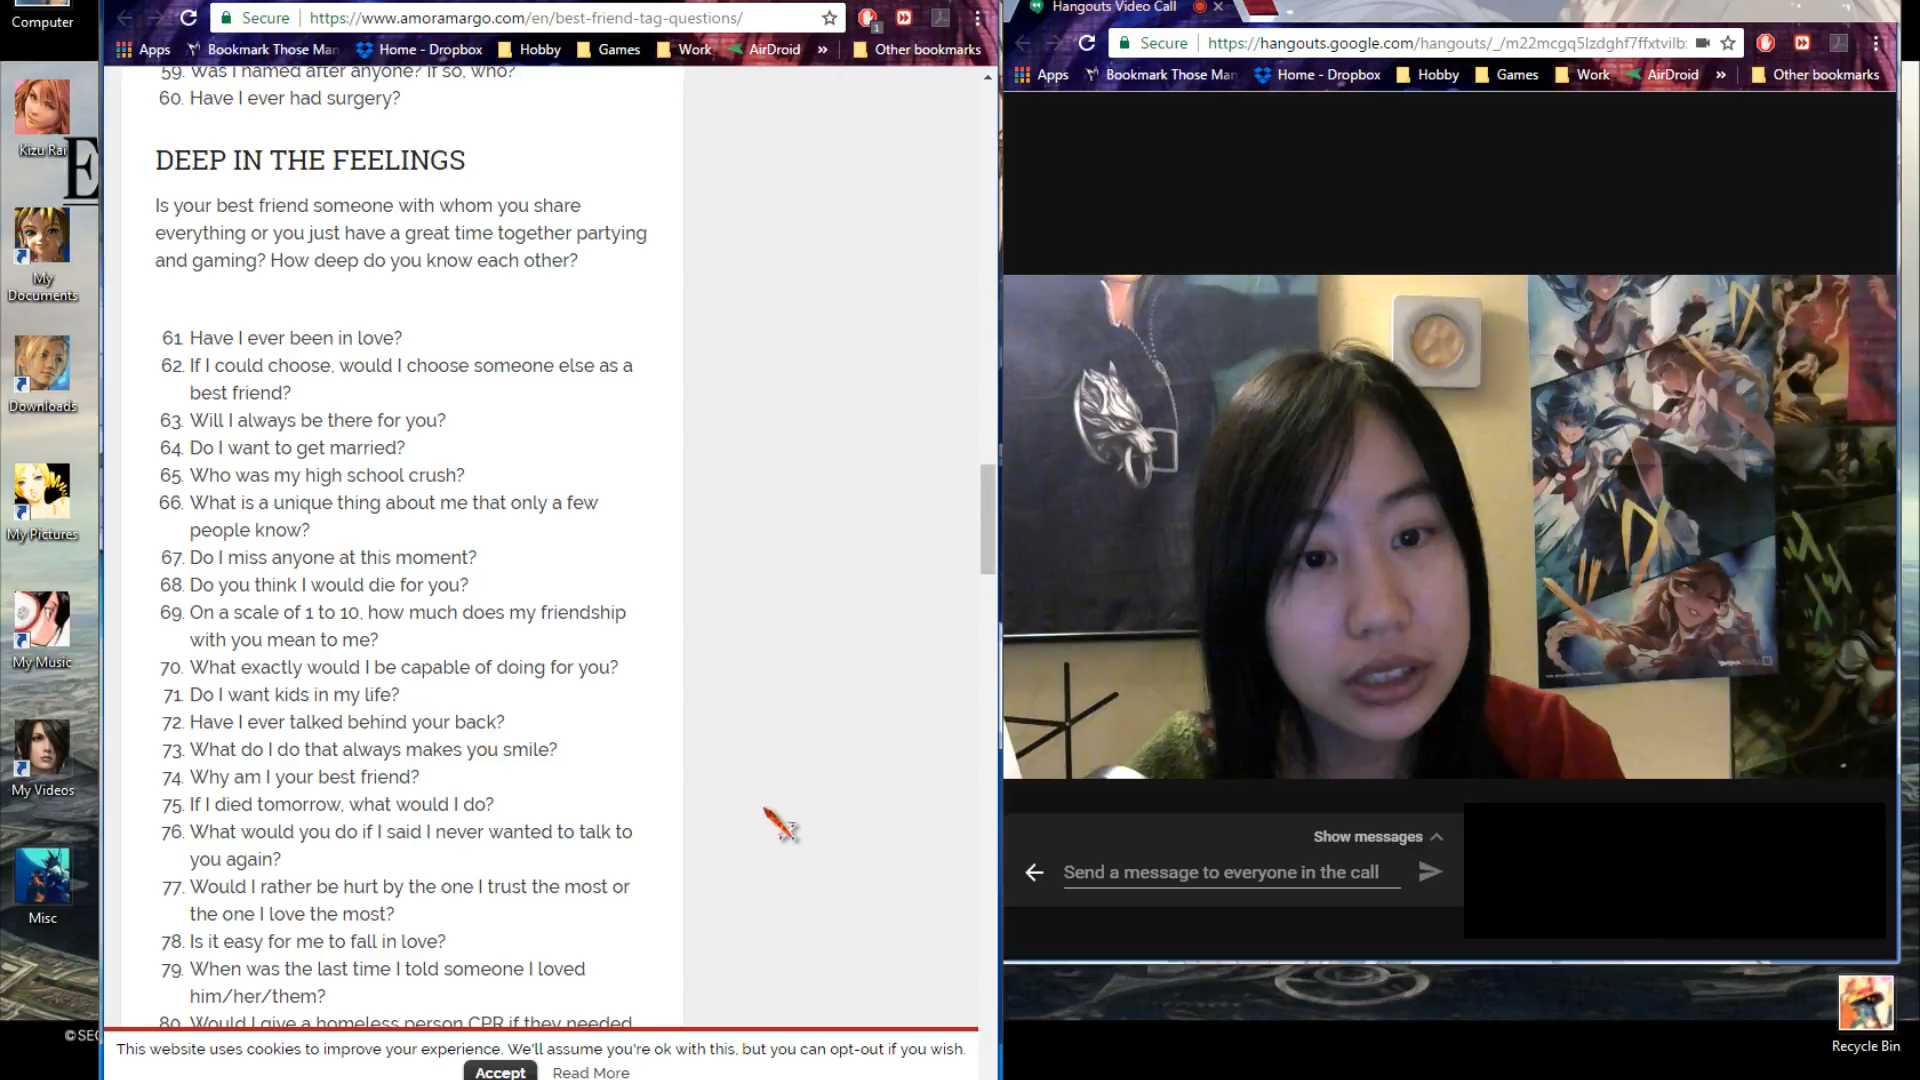 Computer
Kizu Rai
E
My Documents
Downloads
My Pictures
My Music
My Videos
Misc
©SE
Secure https://www.amoramargo.com/en/best-friend-tag-questions/
1
Apps Bookmark Those Man Home - Dropbox Hobby Games Work AirDroid » Other bookmarks
59. Was I named after anyone? If so, who?
60. Have I ever had surgery?
DEEP IN THE FEELINGS
Is your best friend someone with whom you share
everything or you just have a great time together partying
and gaming? How deep do you know each other?
61. Have I ever been in love?
62. If I could choose, would I choose someone else as a
best friend?
63. Will I always be there for you?
64. Do I want to get married?
65. Who was my high school crush?
66. What is a unique thing about me that only a few
people know?
67. Do I miss anyone at this moment?
68. Do you think I would die for you?
69. On a scale of 1 to 10, how much does my friendship
with you mean to me?
70. What exactly would I be capable of doing for you?
71. Do I want kids in my life?
72. Have I ever talked behind your back?
73. What do I do that always makes you smile?
74. Why am I your best friend?
75. If I died tomorrow, what would I do?
76. What would you do if I said I never wanted to talk to
you again?
77. Would I rather be hurt by the one I trust the most or
the one I love the most?
78. Is it easy for me to fall in love?
79. When was the last time I told someone I loved
him/her/them?
80. Would I give a homeless person CPR if they needed
This website uses cookies to improve your experience. We'll assume you're ok with this, but you can opt-out if you wish.
Accept Read More
Hangouts Video Call
Secure https://hangouts.google.com/hangouts/_/m22mcgq5lzdghf7ffxtvilb
Apps Bookmark Those Man Home - Dropbox Hobby Games Work AirDroid » Other bookmarks
Show messages
Send a message to everyone in the call
Recycle Bin